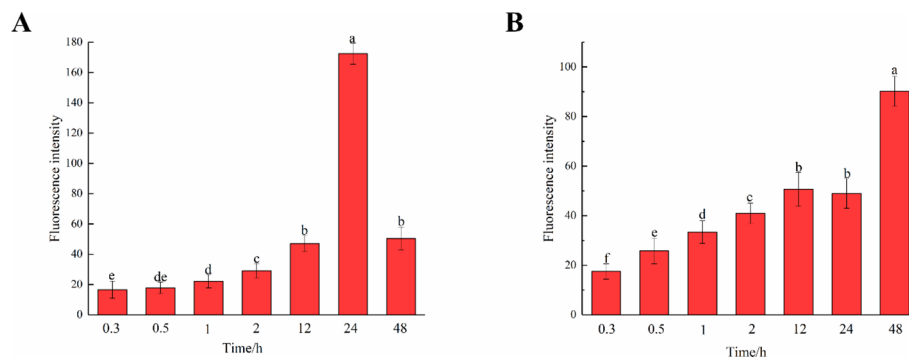 A
Fluorescence intensity
180
160
140
120
100
80
60
40
20
0
e
de
d
c
b
a
b
0.3 0.5 1 2 12 24 48
Time/h
B
Fluorescence intensity
100
80
60
40
20
0
f
e
d
c
b
b
a
0.3 0.5 1 2 12 24 48
Time/h